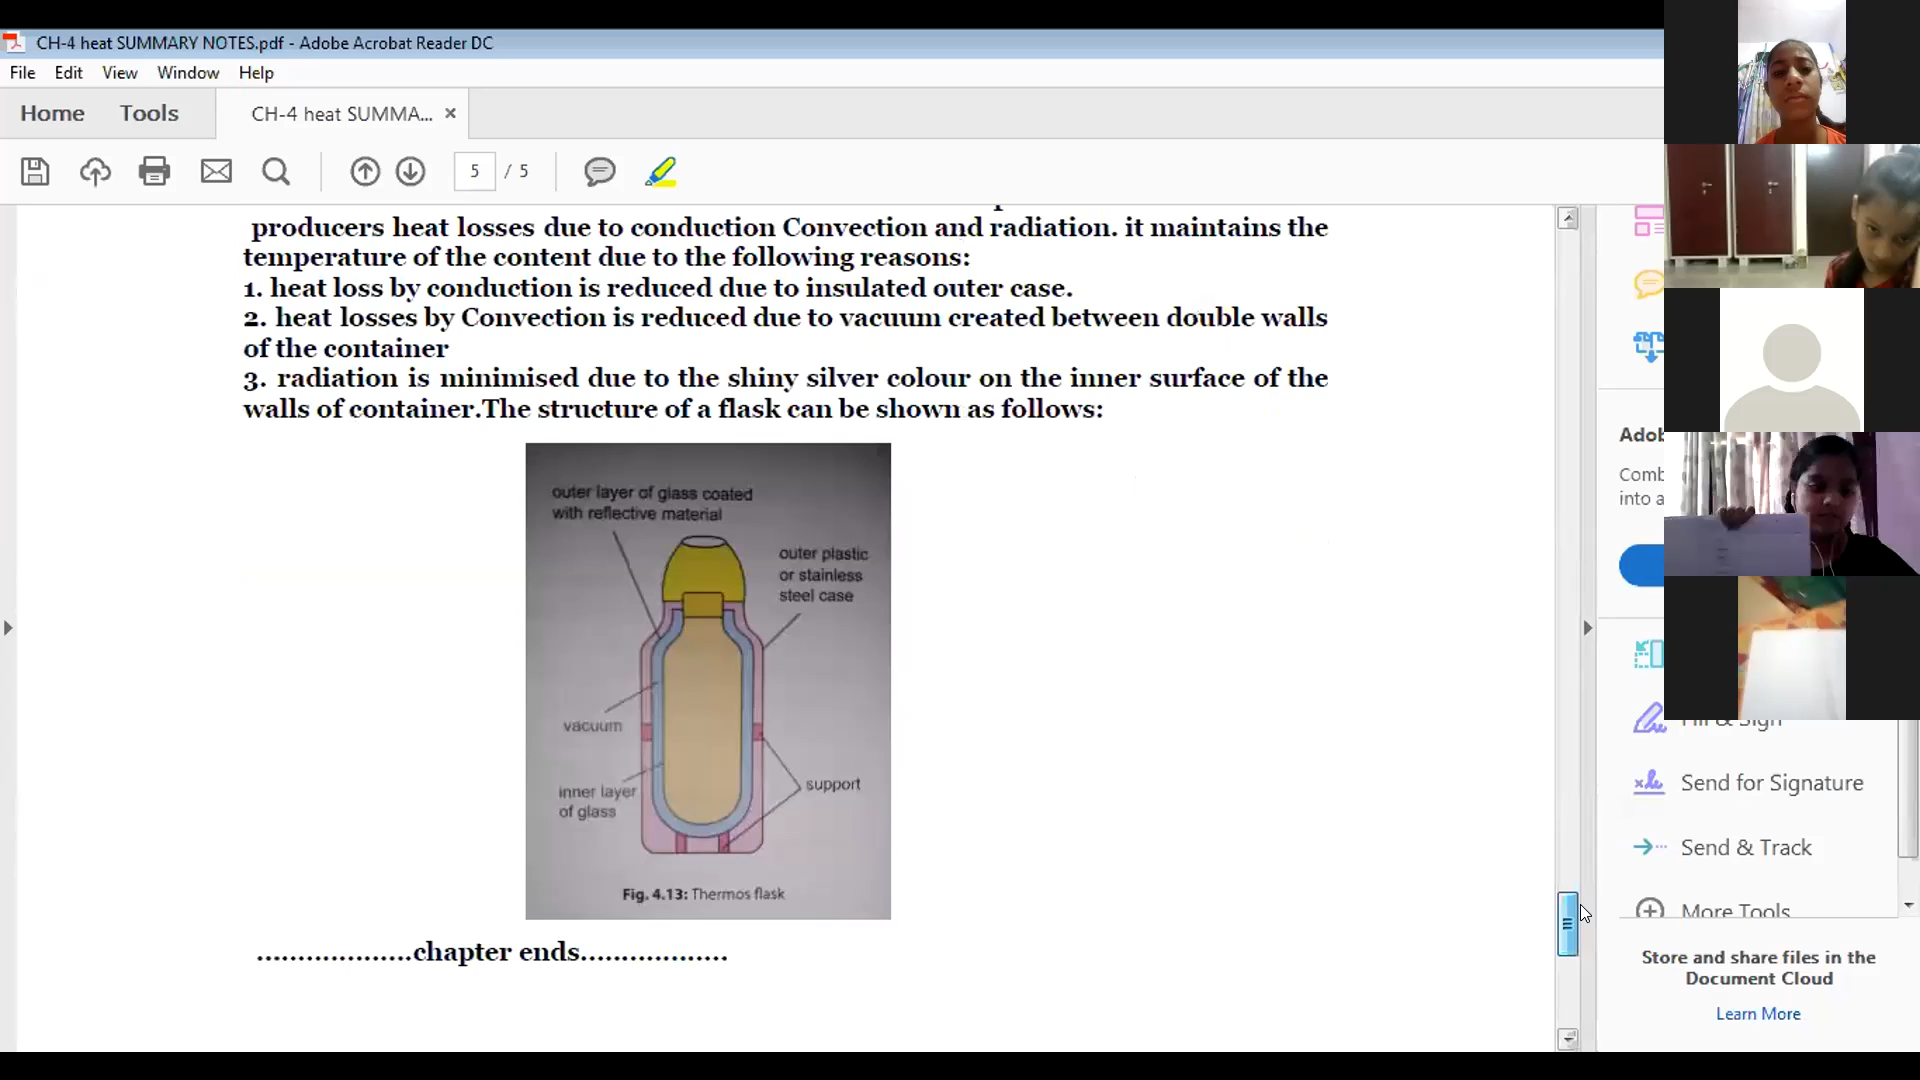 CH-4 heat SUMMARY NOTES.pdf - Adobe Acrobat Reader DC
File Edit View Window Help
Home Tools CH-4 heat SUMMA... ×
5 / 5
producers heat losses due to conduction Convection and radiation. it maintains the
temperature of the content due to the following reasons:
1. heat loss by conduction is reduced due to insulated outer case.
2. heat losses by Convection is reduced due to vacuum created between double walls
of the container
3. radiation is minimised due to the shiny silver colour on the inner surface of the
walls of container.The structure of a flask can be shown as follows:
outer layer of glass coated
with reflective material
outer plastic
or stainless
steel case
vacuum
inner layer
of glass
support
Fig. 4.13: Thermos flask
...................chapter ends..................
Adob
Comb
into a
Fill & Sign
Send for Signature
Send & Track
More Tools
Store and share files in the
Document Cloud
Learn More